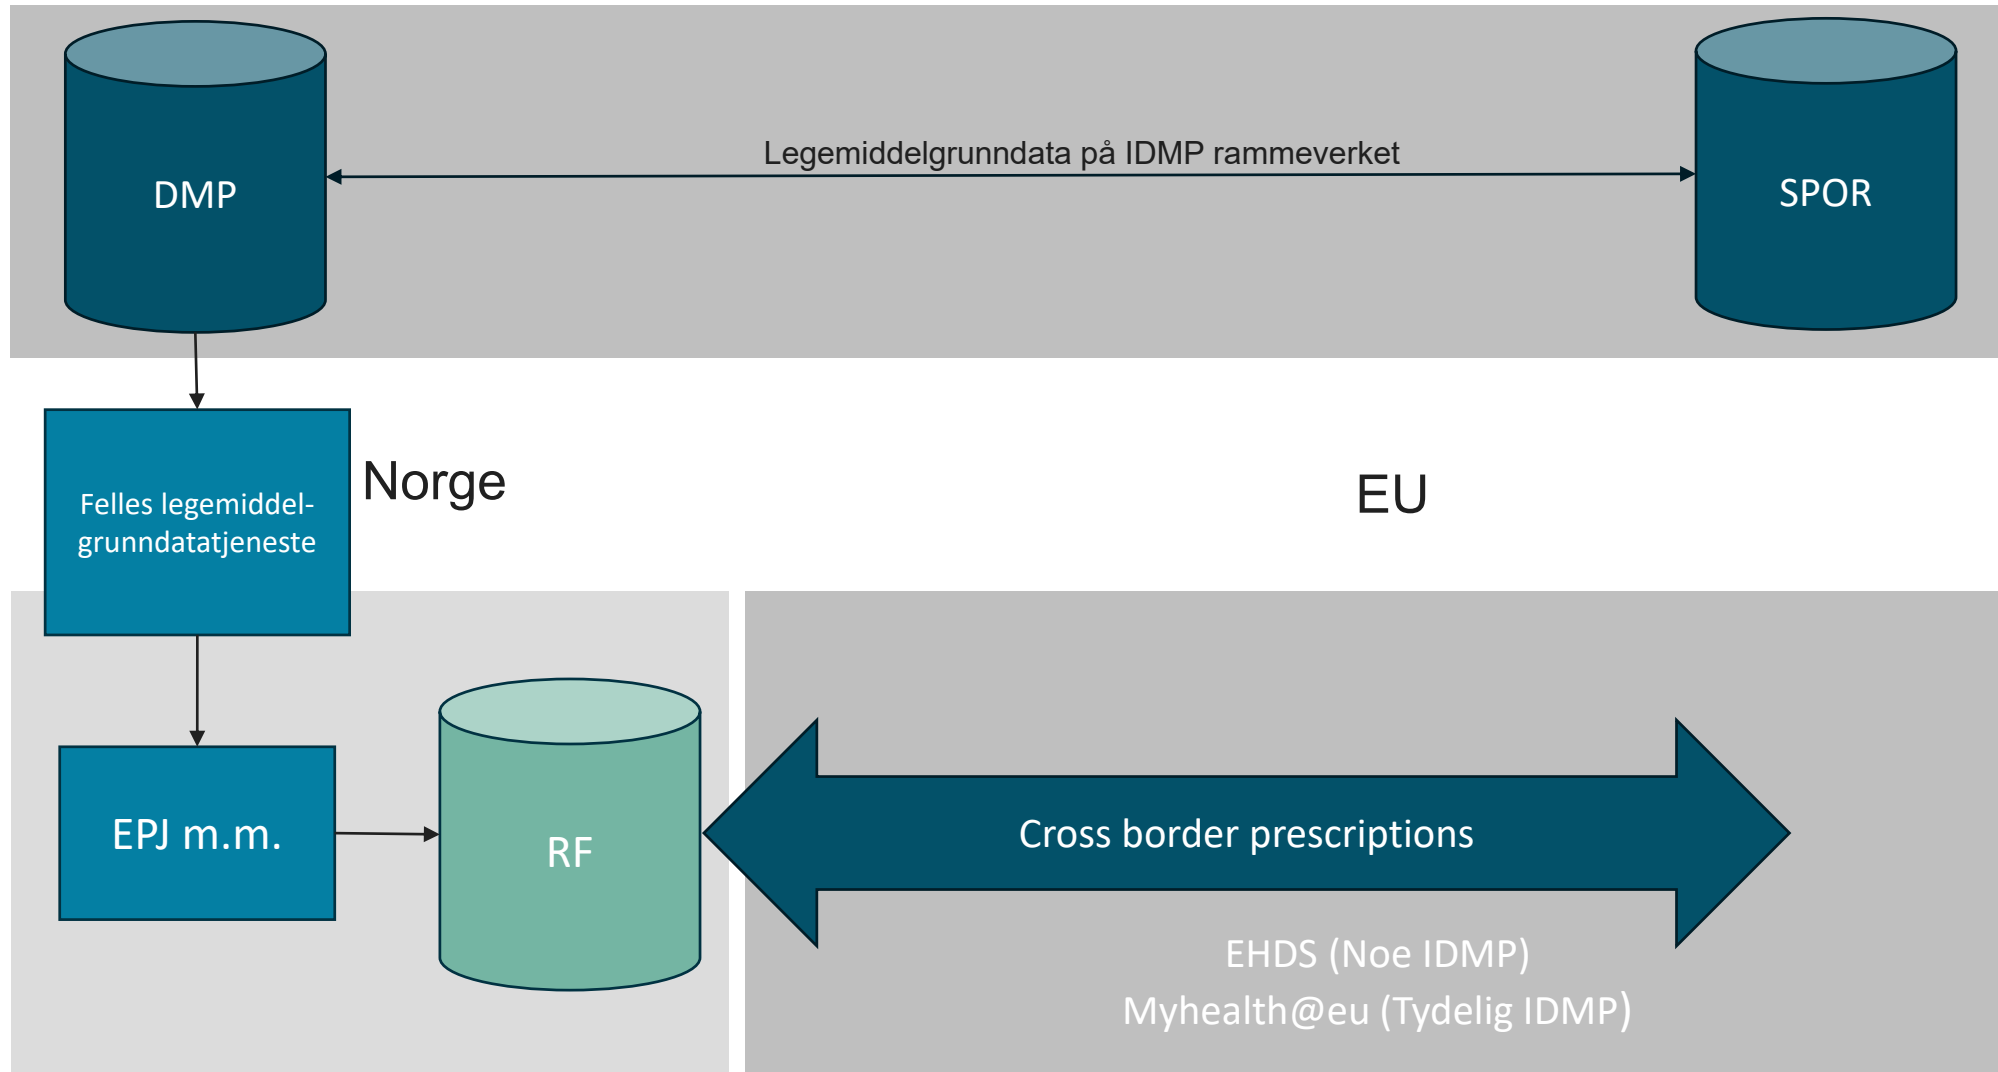 Legemiddelgrunndata på IDMP rammeverket
DMP
SPOR
Felles legemiddel-
grunndatatjeneste
Norge
EU
EPJ m.m.
RF
Cross border prescriptions
EHDS (Noe IDMP)
Myhealth@eu (Tydelig IDMP)